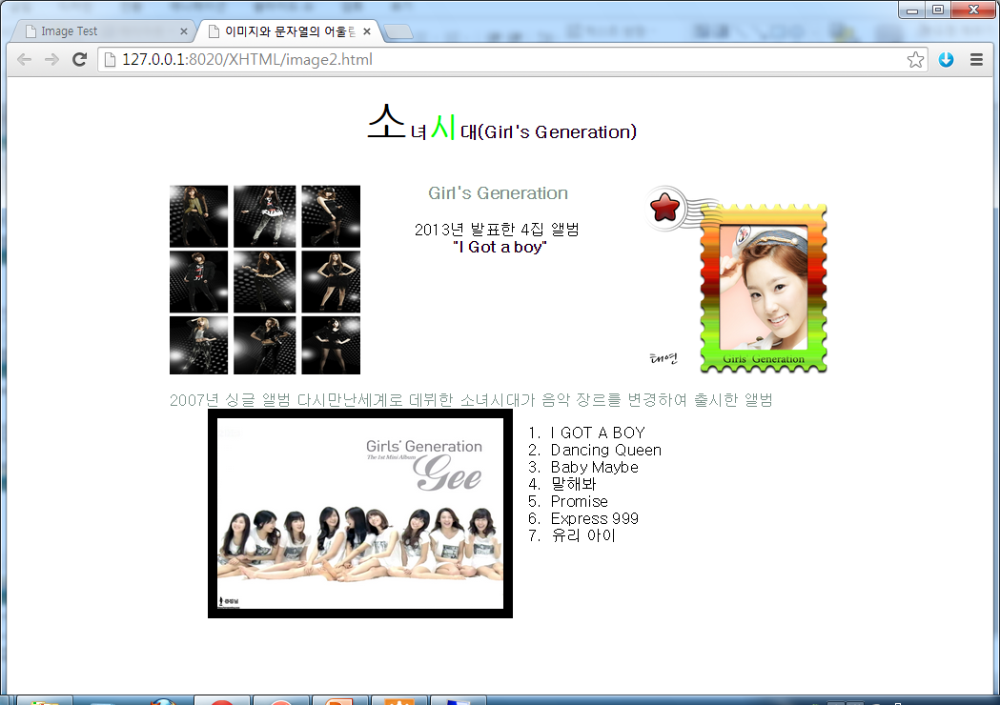 Image Test
이미지와 문자열의 어울림
127.0.0.1:8020/XHTML/image2.html
소녀시대(Girl's Generation)
Girl's Generation
2013년 발표한 4집 앨범
"I Got a boy"
태연
Girls Generation
2007년 싱글 앨범 다시만난세계로 데뷔한 소녀시대가 음악 장르를 변경하여 출시한 앨범
Girls' Generation
The 1st Mini Album
Gee
1. I GOT A BOY
2. Dancing Queen
3. Baby Maybe
4. 말해봐
5. Promise
6. Express 999
7. 유리 아이